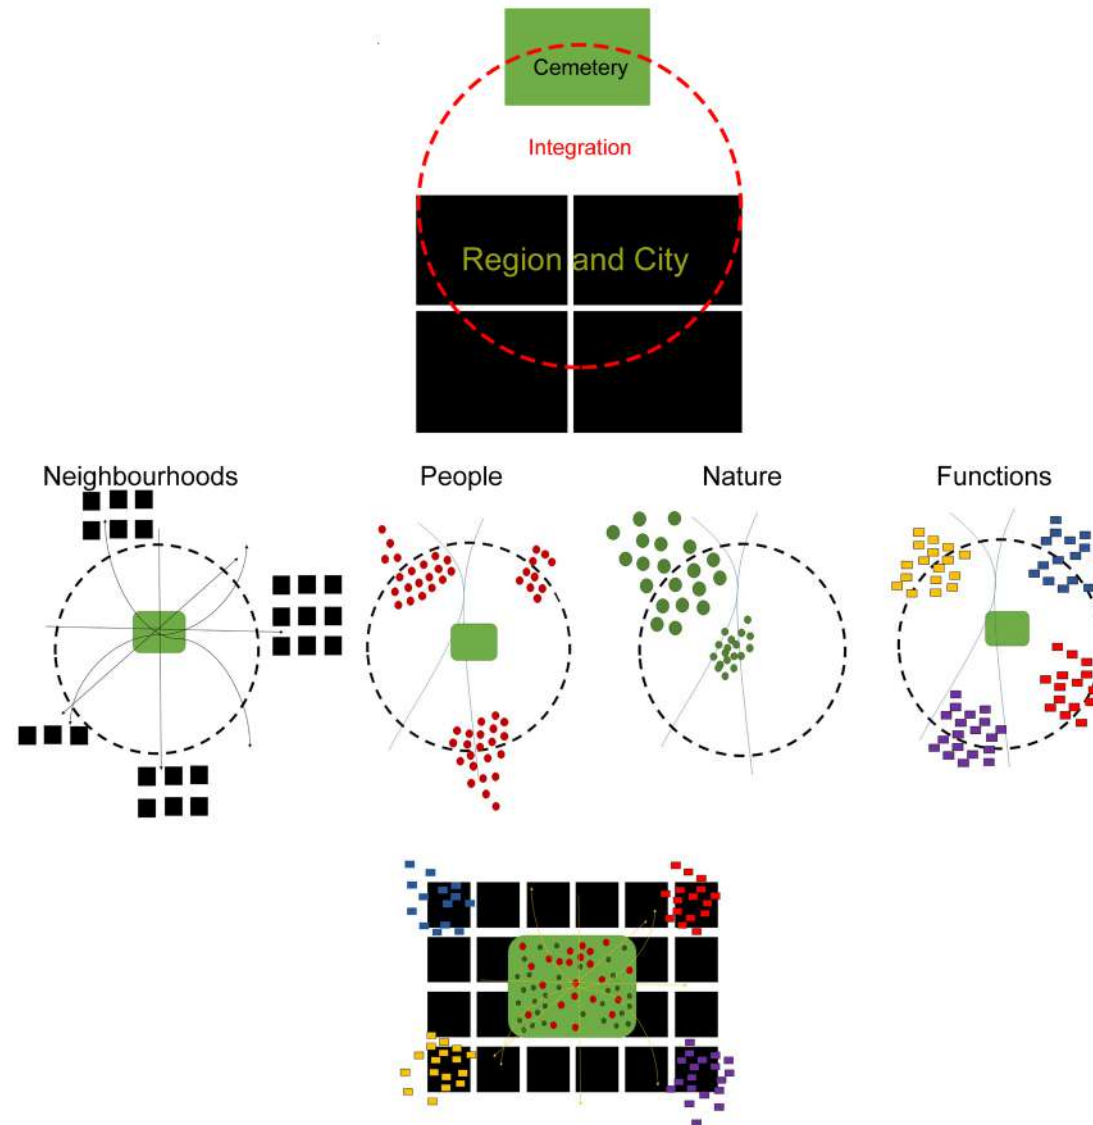 Cemetery
Integration
Region and City
Neighbourhoods
People
Nature
Functions